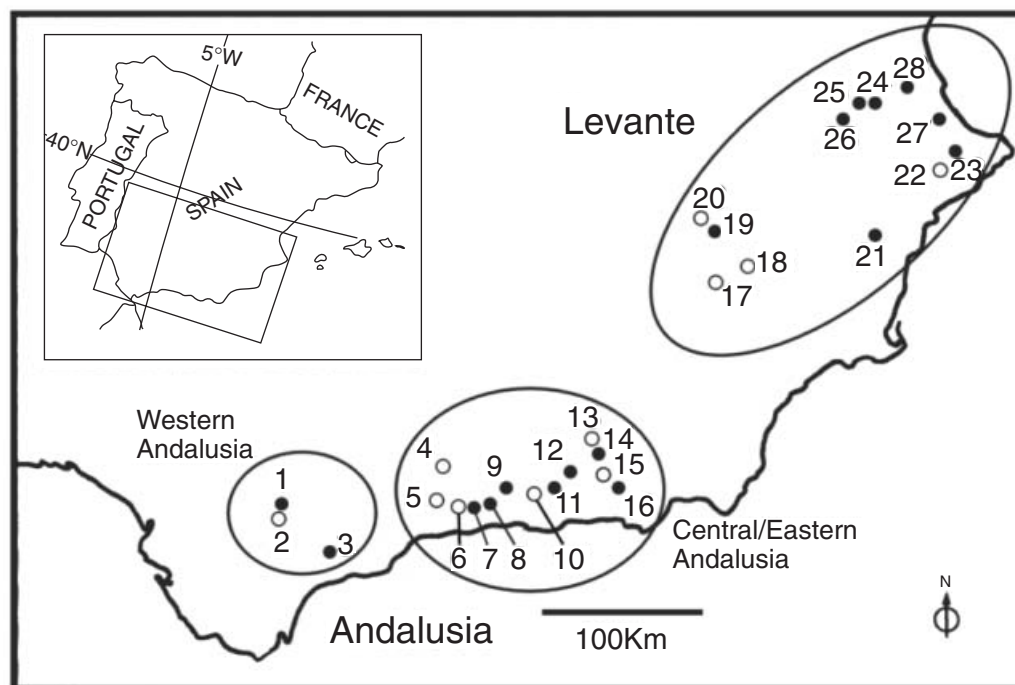 5°W
FRANCE
40°N
PORTUGAL
SPAIN
Levante
28
25 24
26
27
22 23
20
19
21
18
17
Western
Andalusia
1
2
3
13
14
4
12
9
15
5
11
16
6 7 8 10
Central/Eastern
Andalusia
Andalusia
100Km
N